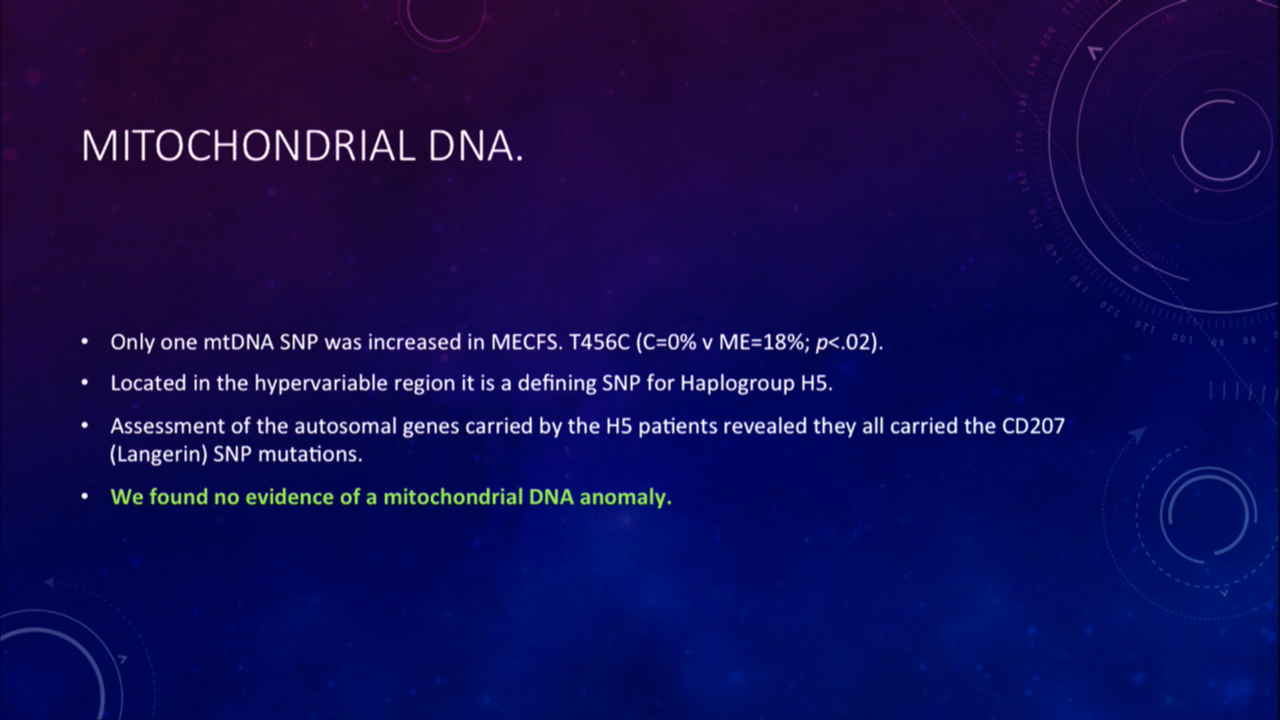 MITOCHONDRIAL DNA.
• Only one mtDNA SNP was increased in MECFS. T456C (C=0% v ME=18%; p<.02).
• Located in the hypervariable region it is a defining SNP for Haplogroup H5.
• Assessment of the autosomal genes carried by the H5 patients revealed they all carried the CD207
(Langerin) SNP mutations.
• We found no evidence of a mitochondrial DNA anomaly.